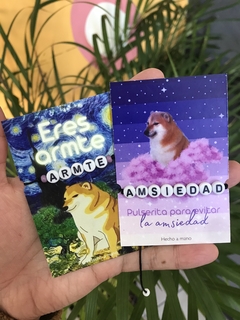 Eres
armte
ARMTE
AMSIEDAD
Pulserita para evitar
la amsiedad
Hecho a mano